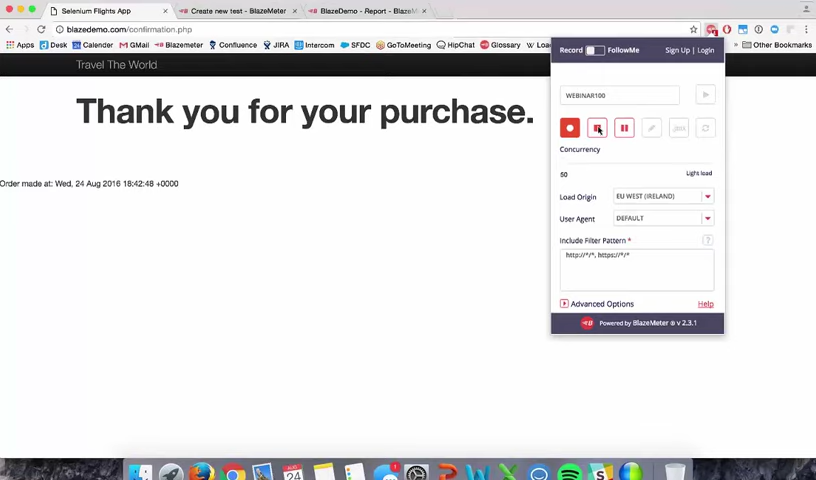 Selenium Flights App
Create new test - BlazeMeter
BlazeDemo - Report - BlazeM
blazedemo.com/confirmation.php
Apps
Desk
Calendar
GMail
Blazemeter
Confluence
JIRA
Intercom
SFDC
GoToMeeting
HipChat
Glossary
Loa
Other Bookmarks
Travel The World
Thank you for your purchase.
Order made at: Wed, 24 Aug 2016 18:42:48 +0000
Record
FollowMe
Sign Up | Login
WEBINAR100
.jmx
Concurrency
50
Light load
Load Origin
EU WEST (IRELAND)
User Agent
DEFAULT
Include Filter Pattern *
?
http://*/*, https://*/*
Advanced Options
Help
Powered by BlazeMeter ® v 2.3.1
24